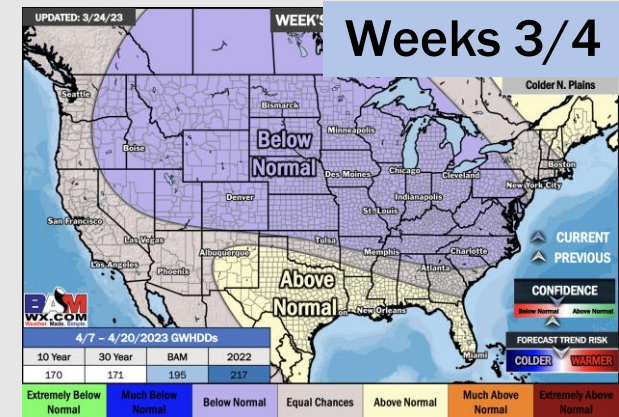 UPDATED: 3/24/23
WEEK'S
Weeks 3/4
Colder N. Plains
Seattle
Bismarck
Minneapolis
Boise
Below
Normal
Boston
Chicago
Cleveland
New York City
Des Moines
Denver
Indianapolis
St. Louis
San Francisco
Las Vegas
Albuquerque
Tulsa
Memphis
Charlotte
Los Angeles
Phoenix
Atlanta
Above
Normal
New Orleans
Miami
CURRENT
PREVIOUS
CONFIDENCE
Below Normal Above Normal
FORECAST TREND RISK
COLDER WARMER
BAM
WX.COM
Weather. Made. Simple.
4/7 – 4/20/2023 GWHDDs
10 Year 30 Year BAM 2022
170 171 195 217
Extremely Below Normal
Much Below Normal
Below Normal
Equal Chances
Above Normal
Much Above Normal
Extremely Above Normal